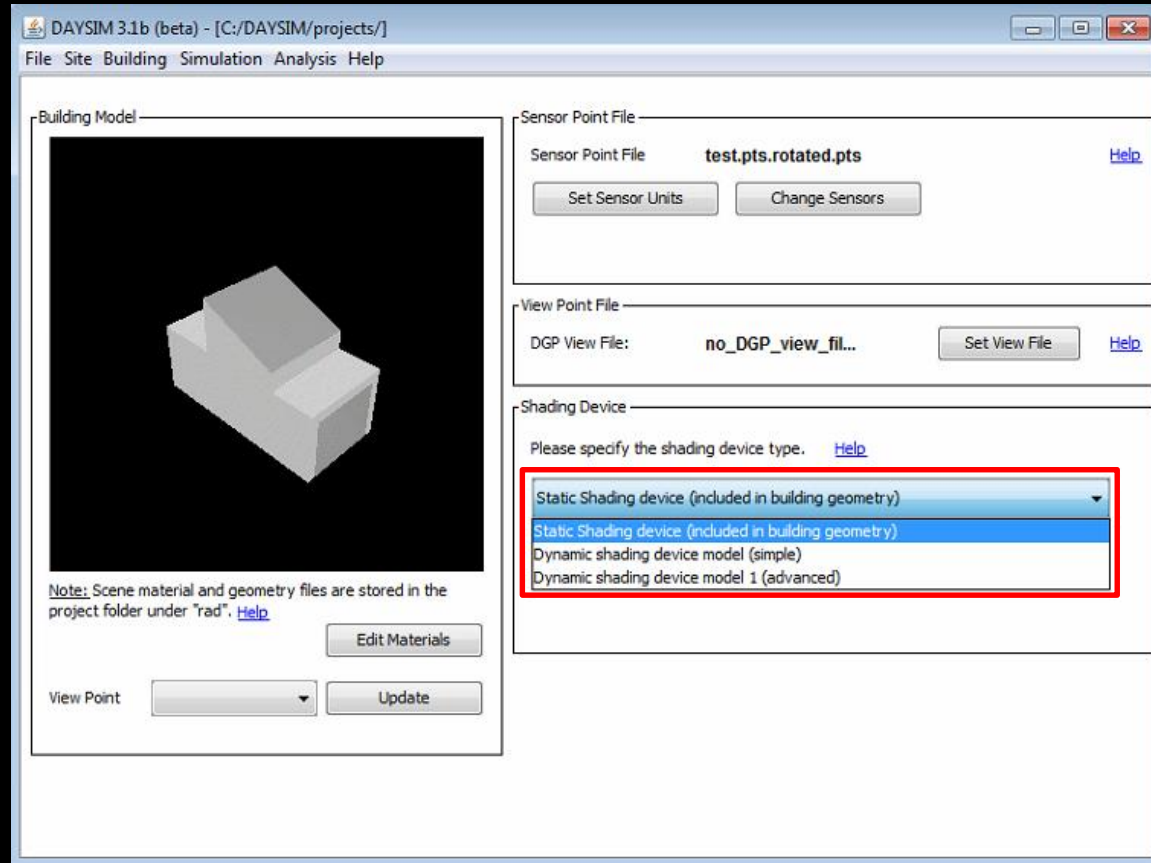 DAYSIM 3.1b (beta) - [C:/DAYSIM/projects/]
File Site Building Simulation Analysis Help
Building Model
Note: Scene material and geometry files are stored in the
project folder under "rad". Help
Edit Materials
View Point
Update
Sensor Point File
Sensor Point File test.pts.rotated.pts Help
Set Sensor Units Change Sensors
View Point File
DGP View File: no_DGP_view_fil... Set View File Help
Shading Device
Please specify the shading device type. Help
Static Shading device (included in building geometry)
Static Shading device (included in building geometry)
Dynamic shading device model (simple)
Dynamic shading device model 1 (advanced)